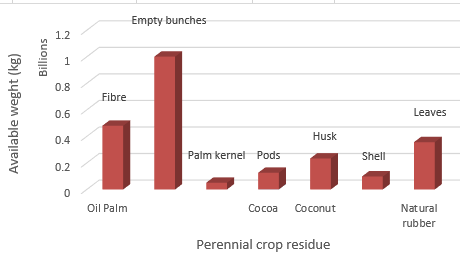 Empty bunches
1.2
Billions
1
Available weght (kg)
0.8
Fibre
Leaves
0.6
Husk
0.4
Palm kernel
Pods
Shell
0.2
0
Oil Palm
Cocoa
Coconut
Natural
rubber
Perennial crop residue